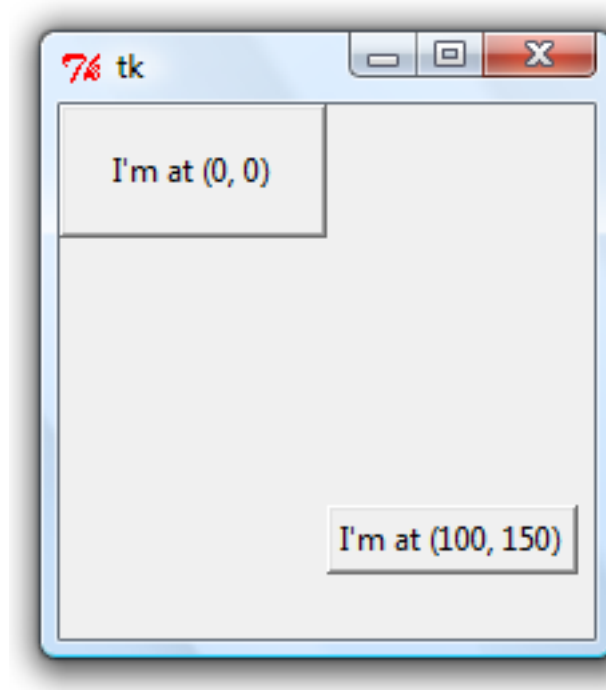 tk
I'm at (0, 0)
I'm at (100, 150)